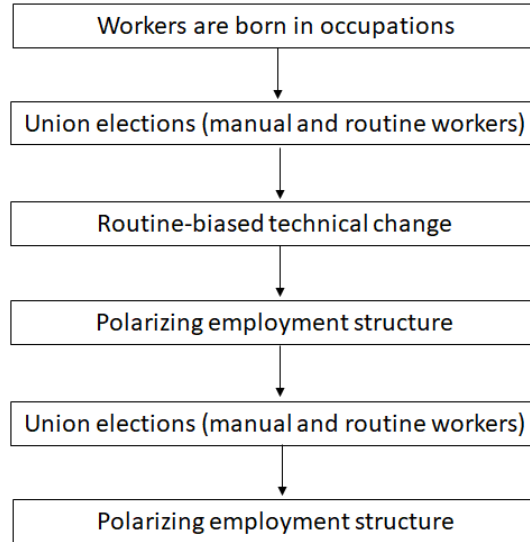 Workers are born in occupations
Union elections (manual and routine workers)
Routine-biased technical change
Polarizing employment structure
Union elections (manual and routine workers)
Polarizing employment structure